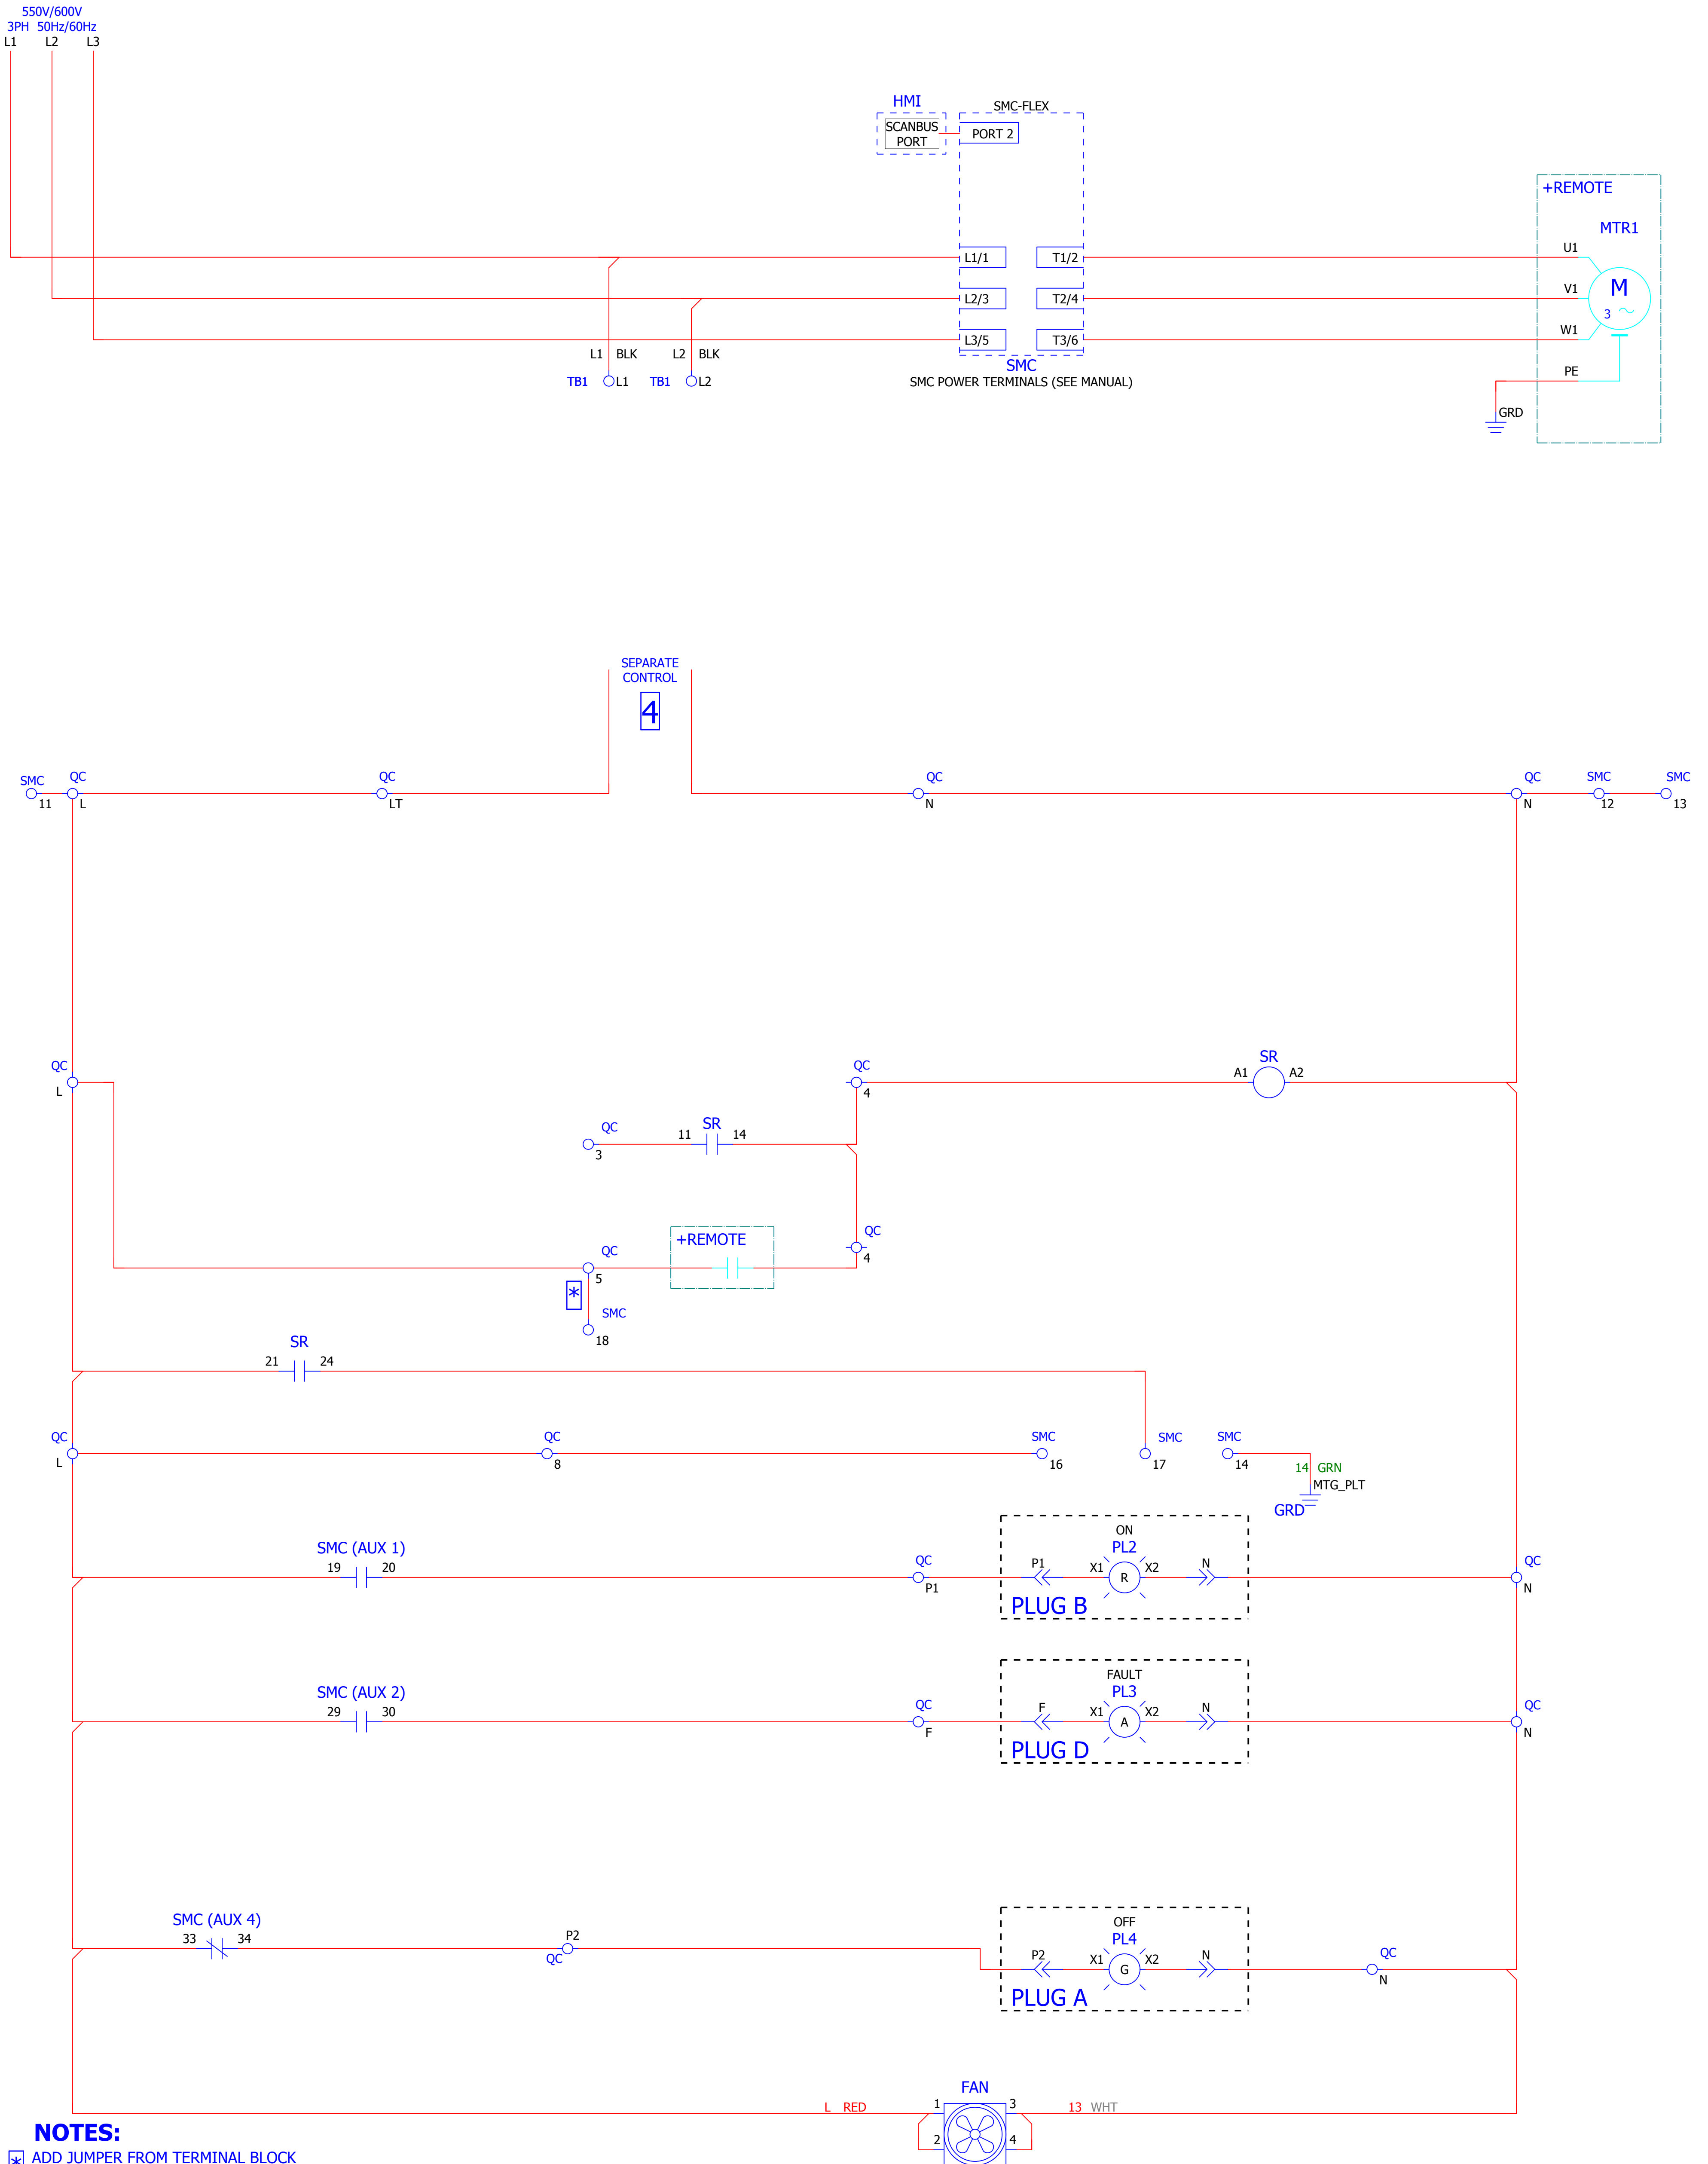 550V/600V
3PH 50Hz/60Hz
L1 L2 L3
HMI
SCANBUS
PORT
SMC-FLEX
PORT 2
+REMOTE
MTR1
U1
L1/1 T1/2
V1
M
3
L2/3 T2/4
W1
L3/5 T3/6
L1 BLK L2 BLK
SMC
PE
TB1 L1 TB1 L2
SMC POWER TERMINALS (SEE MANUAL)
GRD
SEPARATE
CONTROL
4
SMC QC QC QC QC SMC SMC
11 L LT N N 12 13
QC QC SR
A1 A2
L 4
QC SR
11 14
3
QC
4
+REMOTE
QC
5
*
SMC
18
SR
21 24
QC QC SMC SMC SMC
L 8 16 17 14
14 GRN
MTG_PLT
GRD
ON
SMC (AUX 1) PL2
19 20 QC P1 X1 R X2 N QC
P1 N
PLUG B
FAULT
SMC (AUX 2) PL3
29 30 QC F X1 A X2 N QC
F N
PLUG D
OFF
SMC (AUX 4) PL4
33 34 P2
QC
P2 X1 G X2 N QC
N
PLUG A
FAN
L RED 1 3 13 WHT
2 4
NOTES:
* ADD JUMPER FROM TERMINAL BLOCK